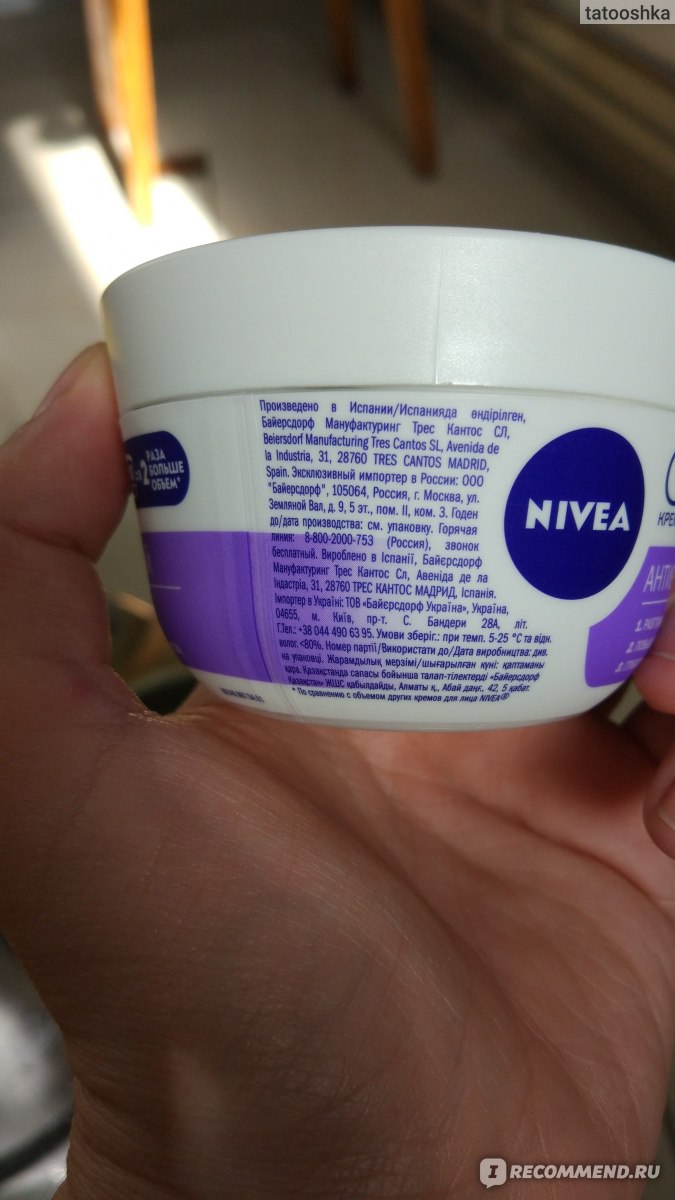 tatooshka
РАЗА
2 БОЛЬШЕ
ОБЪЕМ*
Произведено в Испании/Испанияда өндірілген,
Байерсдорф Мануфактуринг Трес Кантос СЛ,
Beiersdorf Manufacturing Tres Cantos SL, Avenida de
la Industria, 31, 28760 TRES CANTOS MADRID,
Spain. Эксклюзивный импортер в России: ООО
"Байерсдорф", 105064, Россия, г. Москва, ул.
Земляной Вал, д. 9, 5 эт., пом. II, ком. 3. Годен
до/дата производства: см. упаковку. Горячая
линия: 8-800-2000-753 (Россия), звонок
бесплатный. Вироблено в Іспанії, Байєрсдорф
Мануфактуринг Трес Кантос Сл, Авеніда де ла
Індастріа, 31, 28760 ТРЕС КАНТОС МАДРИД, Іспанія.
Імпортер в Україні: ТОВ «Байєрсдорф Україна», Україна,
04655, м. Київ, пр-т. С. Бандери 28А, літ.
Г.Тел.: +38 044 490 63 95. Умови зберіг.: при темп. 5-25 °C та відн.
волог. <80%. Номер партії/Використати до/Дата виробництва: див.
на упаковці. Жарамдылық мерзімі/шығарылған күні: қаптаманы
қара. Қазақстанда сапасы бойынша талап-тілектерді «Байерсдорф
Казахстан» ЖШС қабылдайды, Алматы қ., Абай даңғ., 42, 5 қабат.
* По сравнению с объемом других кремов для лица NIVEA®
NIVEA
КРЕ
АНТИ
1.
2.
3.
IRECOMMEND.RU